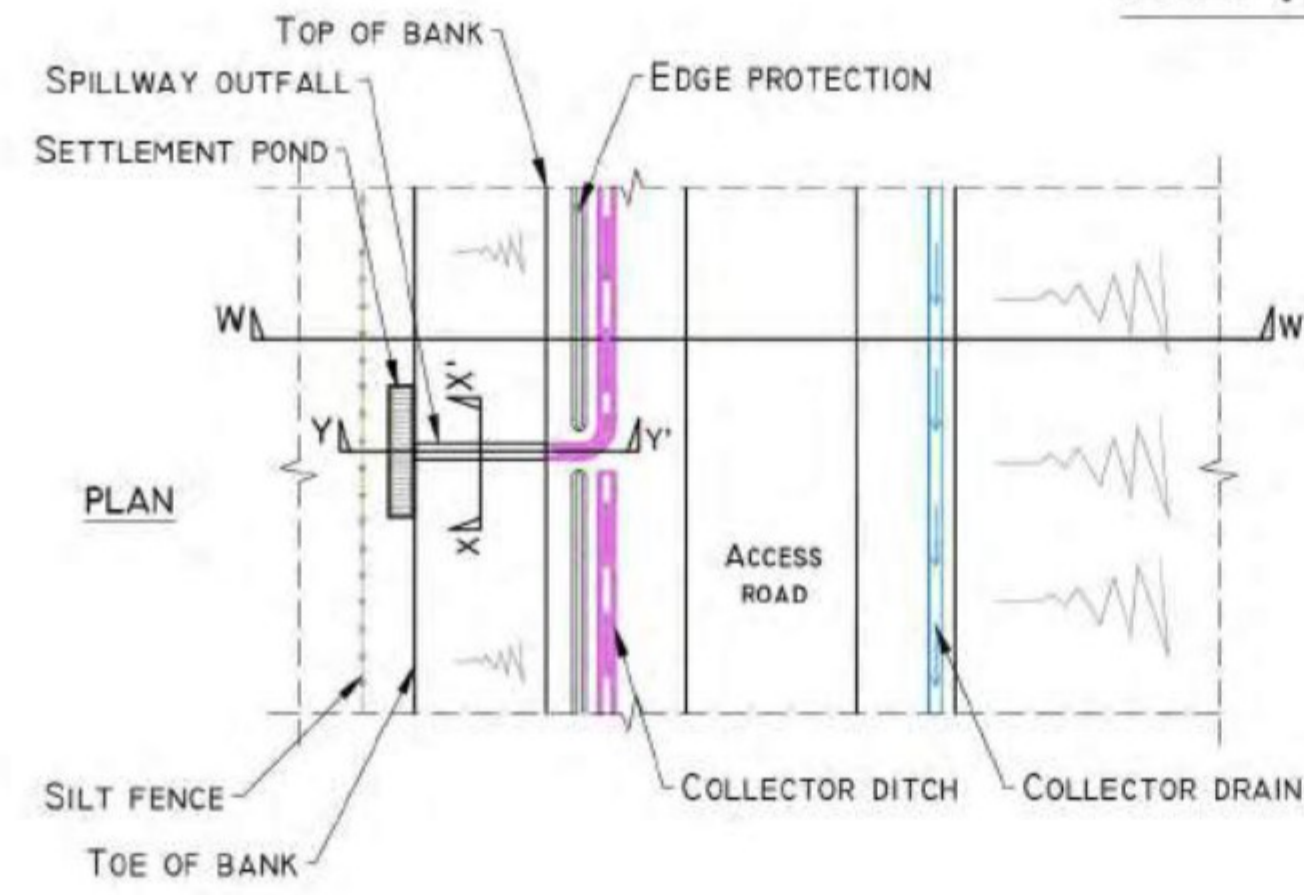 TOP OF BANK
SPILLWAY OUTFALL
EDGE PROTECTION
SETTLEMENT POND
W
W
X'
Y
Y'
PLAN
X
ACCESS
ROAD
SILT FENCE
COLLECTOR DITCH
COLLECTOR DRAIN
TOE OF BANK